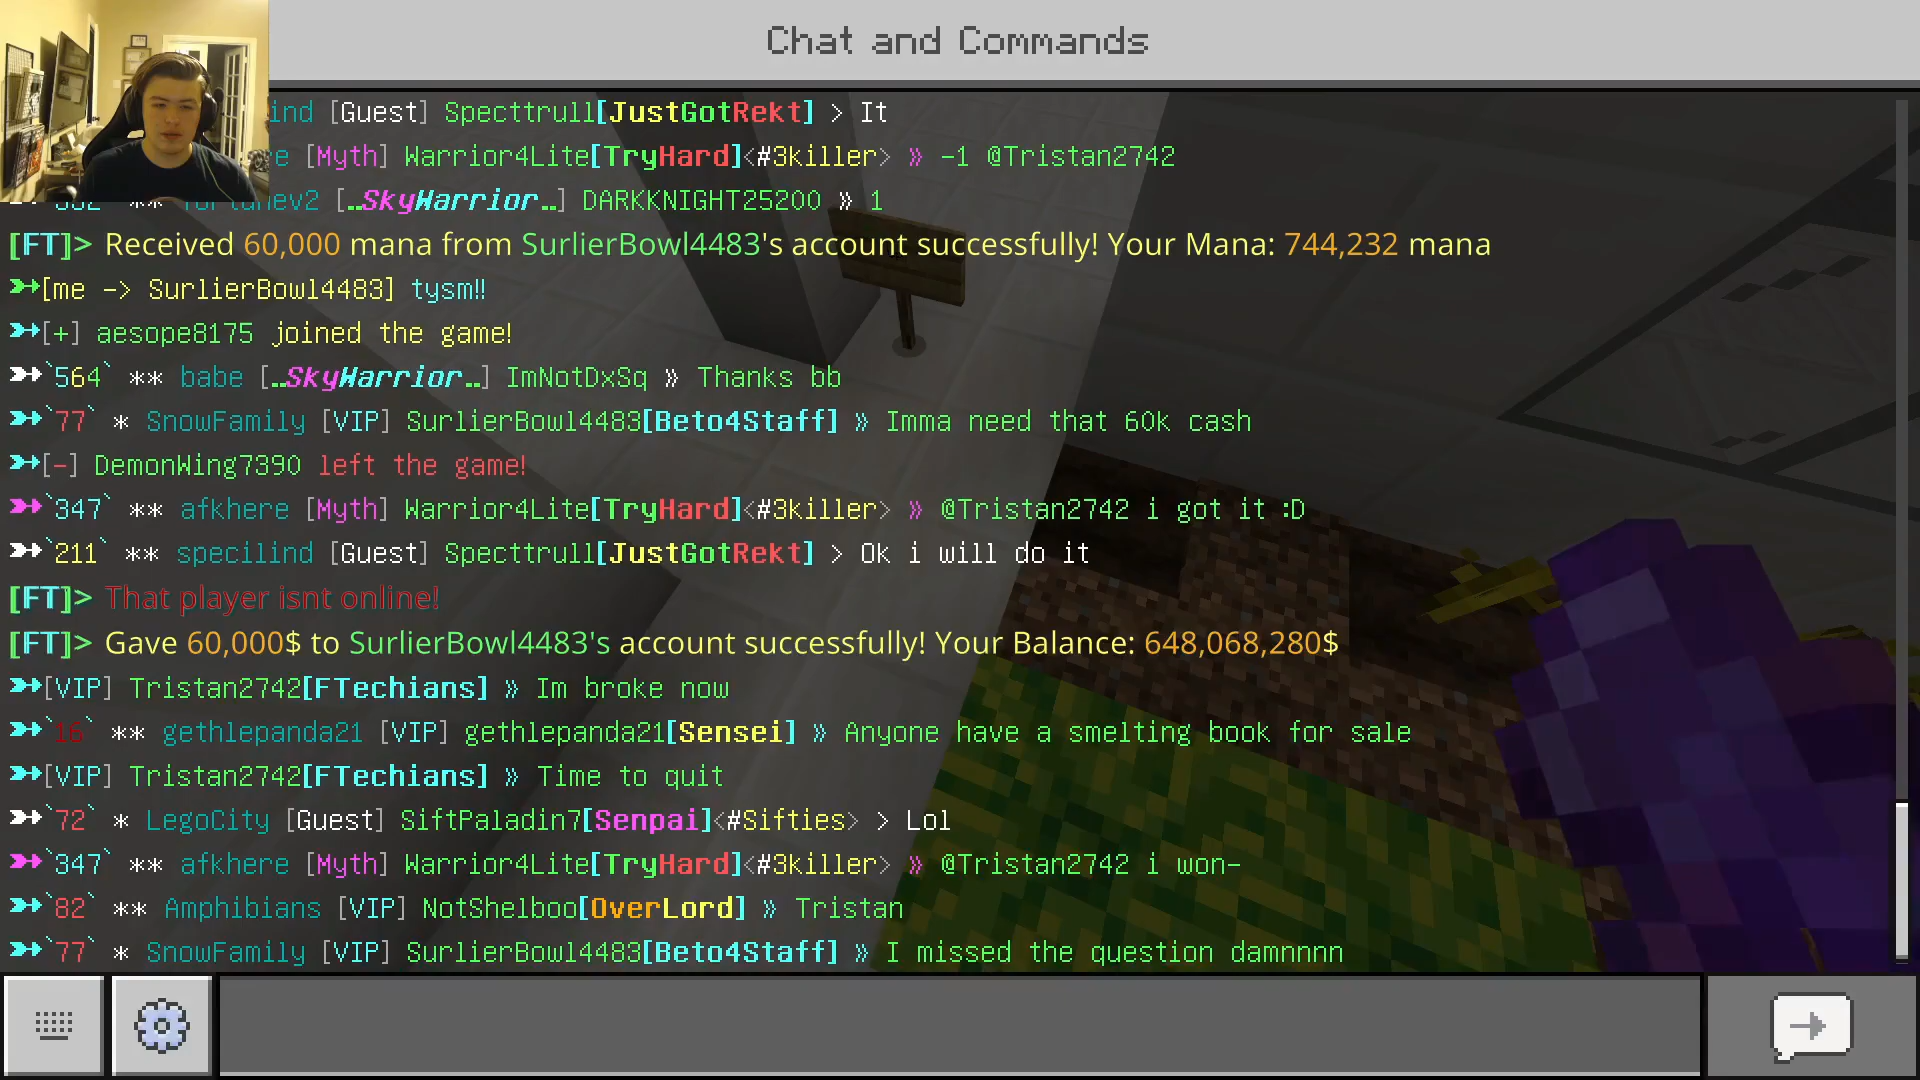 Chat and Commands
ind [Guest] Specttrull[JustGotRekt] > It
e [Myth] Warrior4Lite[TryHard]<#3killer> » -1 @Tristan2742
** fortunev2 [..SkyWarrior..] DARKKNIGHT25200 » 1
[FT]> Received 60,000 mana from SurlierBowl4483's account successfully! Your Mana: 744,232 mana
[me -> SurlierBowl4483] tysm!!
[+] aesope8175 joined the game!
`564` ** babe [..SkyWarrior..] ImNotDxSq » Thanks bb
`77` * SnowFamily [VIP] SurlierBowl4483[Beto4Staff] » Imma need that 60k cash
[-] DemonWing7390 left the game!
`347` ** afkhere [Myth] Warrior4Lite[TryHard]<#3killer> » @Tristan2742 i got it :D
`211` ** specilind [Guest] Specttrull[JustGotRekt] > Ok i will do it
[FT]> That player isnt online!
[FT]> Gave 60,000$ to SurlierBowl4483's account successfully! Your Balance: 648,068,280$
[VIP] Tristan2742[FTechians] » Im broke now
`16` ** gethlepanda21 [VIP] gethlepanda21[Sensei] » Anyone have a smelting book for sale
[VIP] Tristan2742[FTechians] » Time to quit
`72` * LegoCity [Guest] SiftPaladin7[Senpai]<#Sifties> > Lol
`347` ** afkhere [Myth] Warrior4Lite[TryHard]<#3killer> » @Tristan2742 i won-
`82` ** Amphibians [VIP] NotShelboo[OverLord] » Tristan
`77` * SnowFamily [VIP] SurlierBowl4483[Beto4Staff] » I missed the question damnnnn